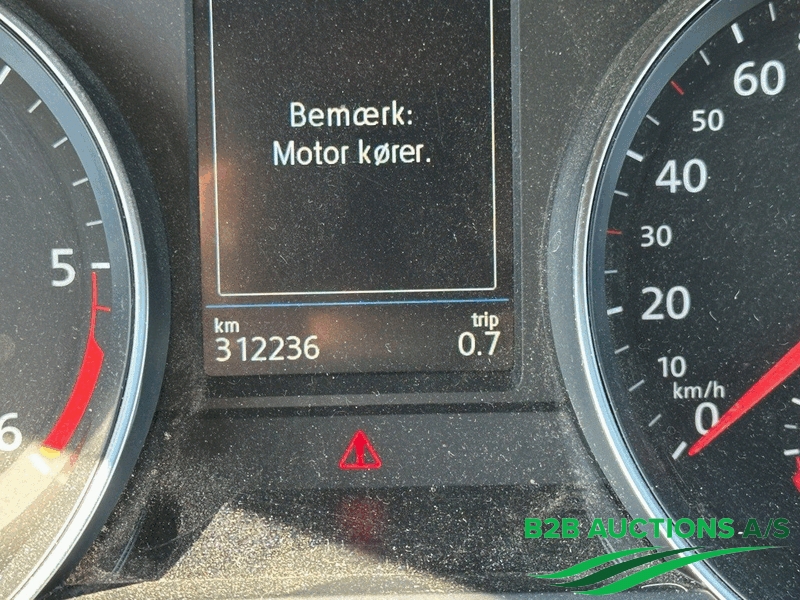 Bemærk:
Motor kører.
km
312236
trip
0.7
5
6
60
50
40
30
20
10
km/h
0
B2B AUCTIONS A/S